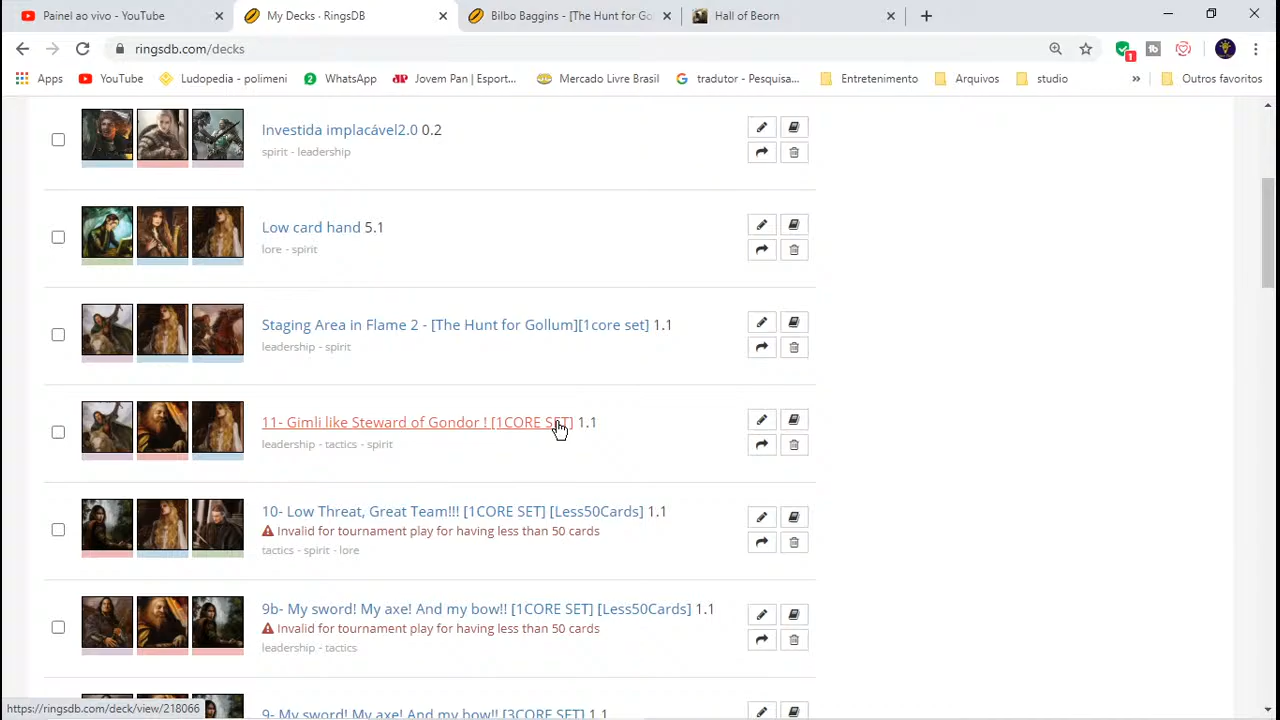 Painel ao vivo - YouTube
My Decks · RingsDB
Bilbo Baggins - [The Hunt for Go
Hall of Beorn
ringsdb.com/decks
1
Apps
YouTube
Ludopedia - polimeni
2
WhatsApp
JP
Jovem Pan | Esport...
Mercado Livre Brasil
G
tradutor - Pesquisa...
Entretenimento
Arquivos
studio
»
Outros favoritos
Investida implacável2.0 0.2
spirit - leadership
Low card hand 5.1
lore - spirit
Staging Area in Flame 2 - [The Hunt for Gollum][1core set] 1.1
leadership - spirit
11- Gimli like Steward of Gondor ! [1CORE SET] 1.1
leadership - tactics - spirit
10- Low Threat, Great Team!!! [1CORE SET] [Less50Cards] 1.1
Invalid for tournament play for having less than 50 cards
tactics - spirit - lore
9b- My sword! My axe! And my bow!! [1CORE SET] [Less50Cards] 1.1
Invalid for tournament play for having less than 50 cards
leadership - tactics
9- My sword! My axe! And my bow!! [3CORE SET] 1.1
https://ringsdb.com/deck/view/218066